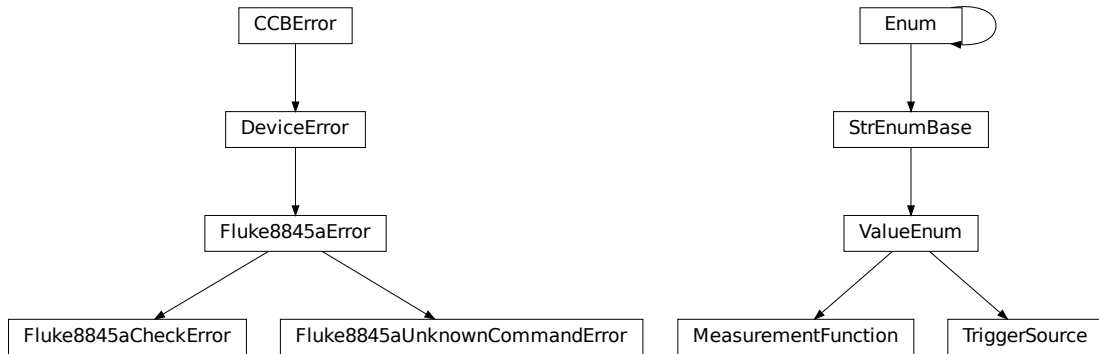 CCBError
Enum
DeviceError
StrEnumBase
Fluke8845aError
ValueEnum
Fluke8845aCheckError
Fluke8845aUnknownCommandError
MeasurementFunction
TriggerSource